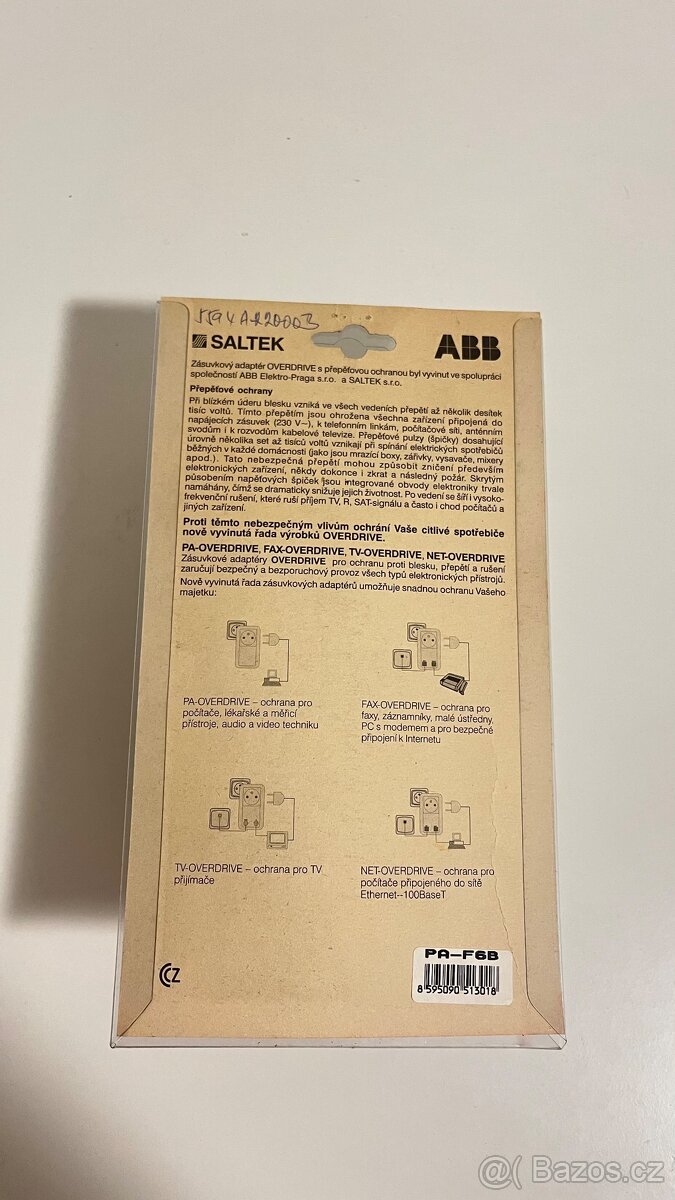 SALTEK
ABB
Zásuvkový adaptér OVERDRIVE s přepěťovou ochranou byl vyvinut ve spolupráci
společností ABB Elektro-Praga s.r.o. a SALTEK s.r.o.
Přepěťové ochrany
Při blízkém úderu blesku vzniká ve všech vedeních přepětí až několik desítek
tisíc voltů. Tímto přepětím jsou ohrožena všechna zařízení připojená do
napájecích zásuvek (230 V~), k telefonním linkám, počítačové síti, anténním
svodům i k rozvodům kabelové televize. Přepěťové pulzy (špičky) dosahující
úrovně několika set až tisíců voltů vznikají při spínání elektrických spotřebičů
běžných v každé domácnosti (jako jsou mrazící boxy, zářivky, vysavače, mixery
apod.). Tato nebezpečná přepětí mohou způsobit zničení především
elektronických zařízení, někdy dokonce i zkrat a následný požár. Skrytým
působením napěťových špiček jsou integrované obvody elektroniky trvale
namáhány, čímž se dramaticky snižuje jejich životnost. Po vedení se šíří i vysoko-
frekvenční rušení, které ruší příjem TV, R, SAT-signálu a často i chod počítačů a
jiných zařízení.
Proti těmto nebezpečným vlivům ochrání Vaše citlivé spotřebiče
nově vyvinutá řada výrobků OVERDRIVE.
PA-OVERDRIVE, FAX-OVERDRIVE, TV-OVERDRIVE, NET-OVERDRIVE
Zásuvkové adaptéry OVERDRIVE pro ochranu proti blesku, přepětí a rušení
zaručují bezpečný a bezporuchový provoz všech typů elektronických přístrojů.
Nově vyvinutá řada zásuvkových adaptérů umožňuje snadnou ochranu Vašeho
majetku:
PA-OVERDRIVE – ochrana pro
počítače, lékařské a měřicí
přístroje, audio a video techniku
FAX-OVERDRIVE – ochrana pro
faxy, záznamníky, malé ústředny,
PC s modemem a pro bezpečné
připojení k Internetu
TV-OVERDRIVE – ochrana pro TV
přijímače
NET-OVERDRIVE – ochrana pro
počítače připojeného do sítě
Ethernet--100BaseT
CCZ
PA-F6B
8 595090 513018
Bazos.cz